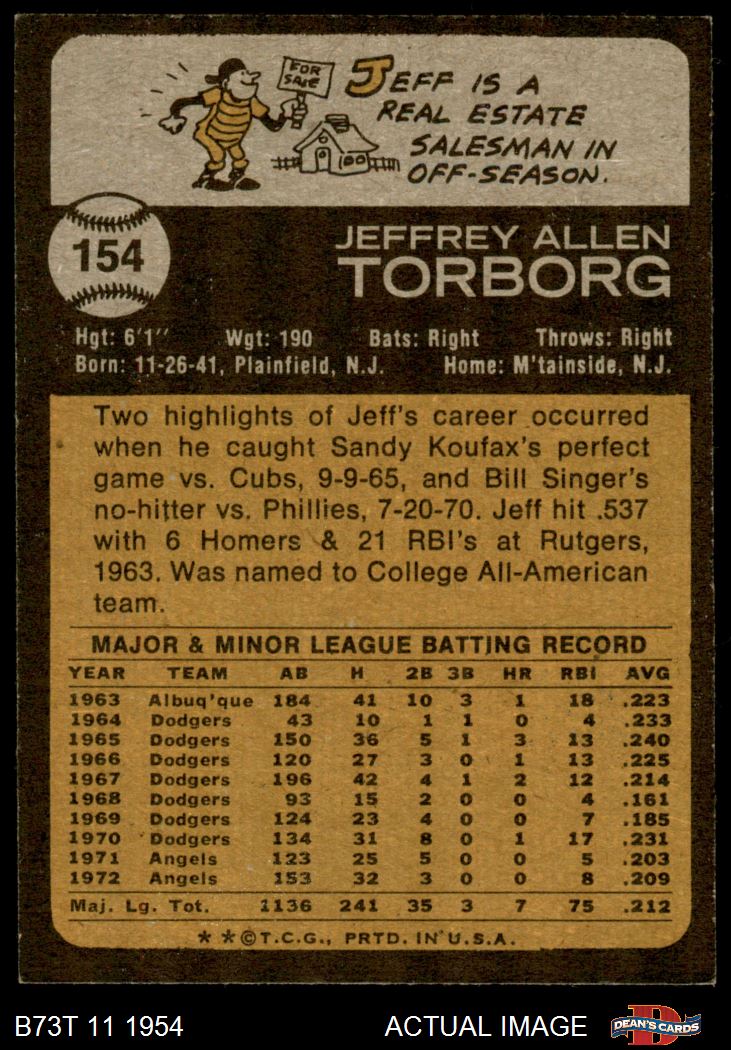 FOR SALE
JEFF IS A
REAL ESTATE
SALESMAN IN
OFF-SEASON.
154
JEFFREY ALLEN
TORBORG
Hgt: 6'1" Wgt: 190 Bats: Right Throws: Right
Born: 11-26-41, Plainfield, N.J. Home: M'tainside, N.J.
Two highlights of Jeff's career occurred
when he caught Sandy Koufax's perfect
game vs. Cubs, 9-9-65, and Bill Singer's
no-hitter vs. Phillies, 7-20-70. Jeff hit .537
with 6 Homers & 21 RBI's at Rutgers,
1963. Was named to College All-American
team.
MAJOR & MINOR LEAGUE BATTING RECORD
YEAR TEAM AB H 2B 3B HR RBI AVG
1963 Albuq'que 184 41 10 3 1 18 .223
1964 Dodgers 43 10 1 1 0 4 .233
1965 Dodgers 150 36 5 1 3 13 .240
1966 Dodgers 120 27 3 0 1 13 .225
1967 Dodgers 196 42 4 1 2 12 .214
1968 Dodgers 93 15 2 0 0 4 .161
1969 Dodgers 124 23 4 0 0 7 .185
1970 Dodgers 134 31 8 0 1 17 .231
1971 Angels 123 25 5 0 0 5 .203
1972 Angels 153 32 3 0 0 8 .209
Maj. Lg. Tot. 1136 241 35 3 7 75 .212
* * © T.C.G., PRTD. IN U.S.A.
B73T 11 1954 ACTUAL IMAGE D DEAN'S CARDS